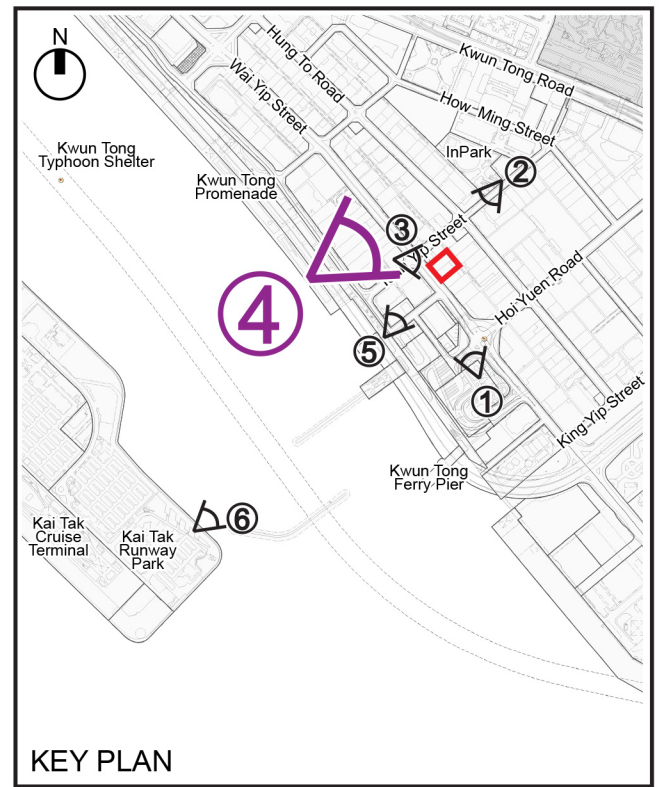 N
Hung To Road
Kwun Tong Road
Wai Yip Street
How Ming Street
Kwun Tong
Typhoon Shelter
InPark
Kwun Tong
Promenade
②
③
Yip Street
④
Hoi Yuen Road
⑤
①
King Yip Street
Kwun Tong
Ferry Pier
⑥
Kai Tak
Cruise
Terminal
Kai Tak
Runway
Park
KEY PLAN